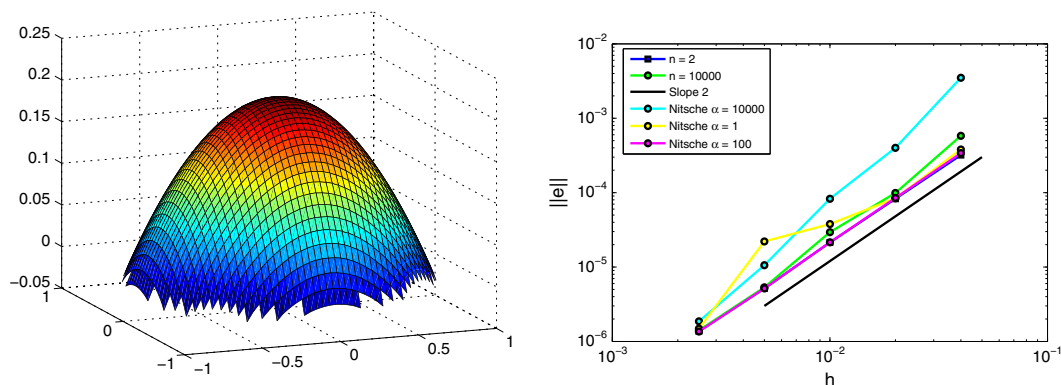 0.25
0.2
0.15
0.1
0.05
0
−0.05
1
0
−1
−1
−0.5
0
0.5
1
10⁻²
10⁻³
10⁻⁴
10⁻⁵
10⁻⁶
||e||
n = 2
n = 10000
Slope 2
Nitsche α = 10000
Nitsche α = 1
Nitsche α = 100
10⁻³
10⁻²
10⁻¹
h